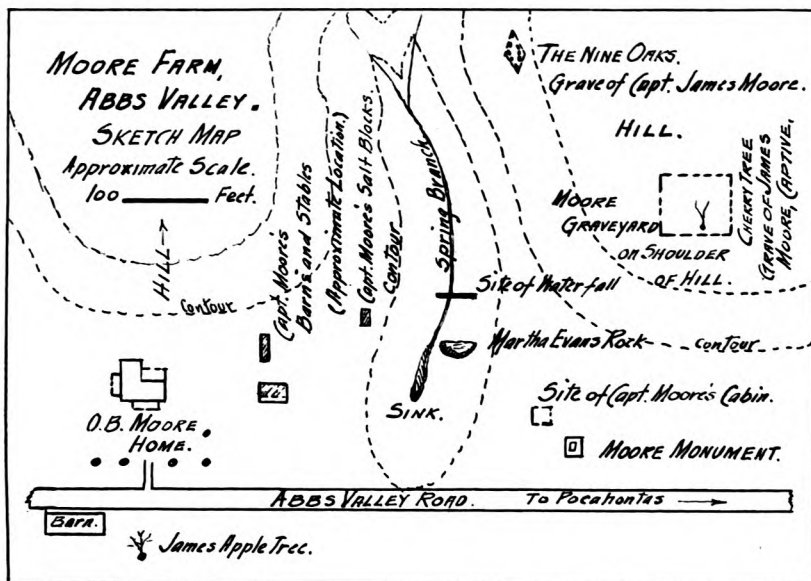 MOORE FARM,
ABBS VALLEY.
SKETCH MAP
Approximate Scale.
100 Feet.
HILL
Contour
Capt. Moore's
Barns and Stables
(Approximate Location.)
Capt. Moore's Salt Blocks.
Contour
Spring Branch
THE NINE OAKS.
Grave of Capt. James Moore.
HILL.
MOORE
GRAVEYARD
ON SHOULDER
OF HILL.
CHERRY TREE
GRAVE OF JAMES
MOORE, CAPTIVE.
Site of Waterfall
Martha Evans Rock
Contour
SINK.
Site of Capt. Moore's Cabin.
MOORE MONUMENT.
O.B. MOORE
HOME.
ABBS VALLEY ROAD. To Pocahontas
Barn.
James Apple Tree.